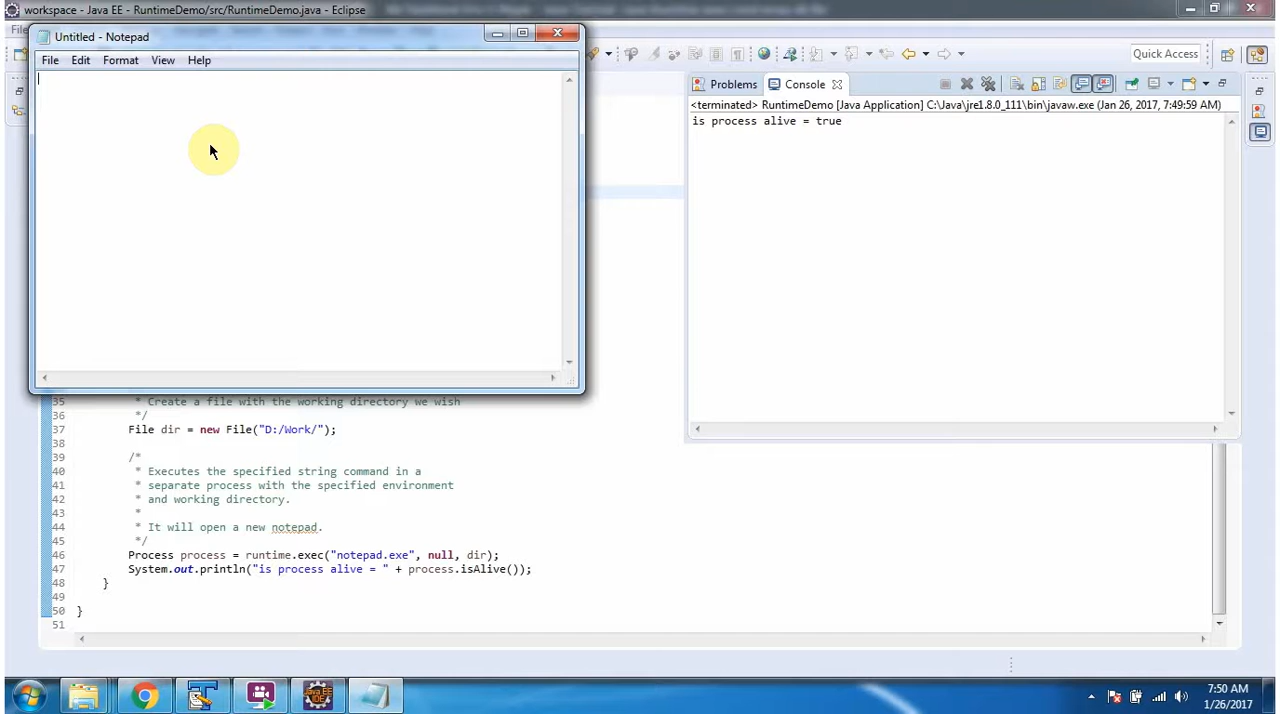 workspace - Java EE - RuntimeDemo/src/RuntimeDemo.java - Eclipse
Untitled - Notepad
File Edit Format View Help
Quick Access
Problems Console
<terminated> RuntimeDemo [Java Application] C:\Java\jre1.8.0_111\bin\javaw.exe (Jan 26, 2017, 7:49:59 AM)
is process alive = true
35 * Create a file with the working directory we wish
36 */
37 File dir = new File("D:/Work/");
38
39 /*
40 * Executes the specified string command in a
41 * separate process with the specified environment
42 * and working directory.
43 *
44 * It will open a new notepad.
45 */
46 Process process = runtime.exec("notepad.exe", null, dir);
47 System.out.println("is process alive = " + process.isAlive());
48 }
49
50 }
51
Java EE
IDE
7:50 AM
1/26/2017